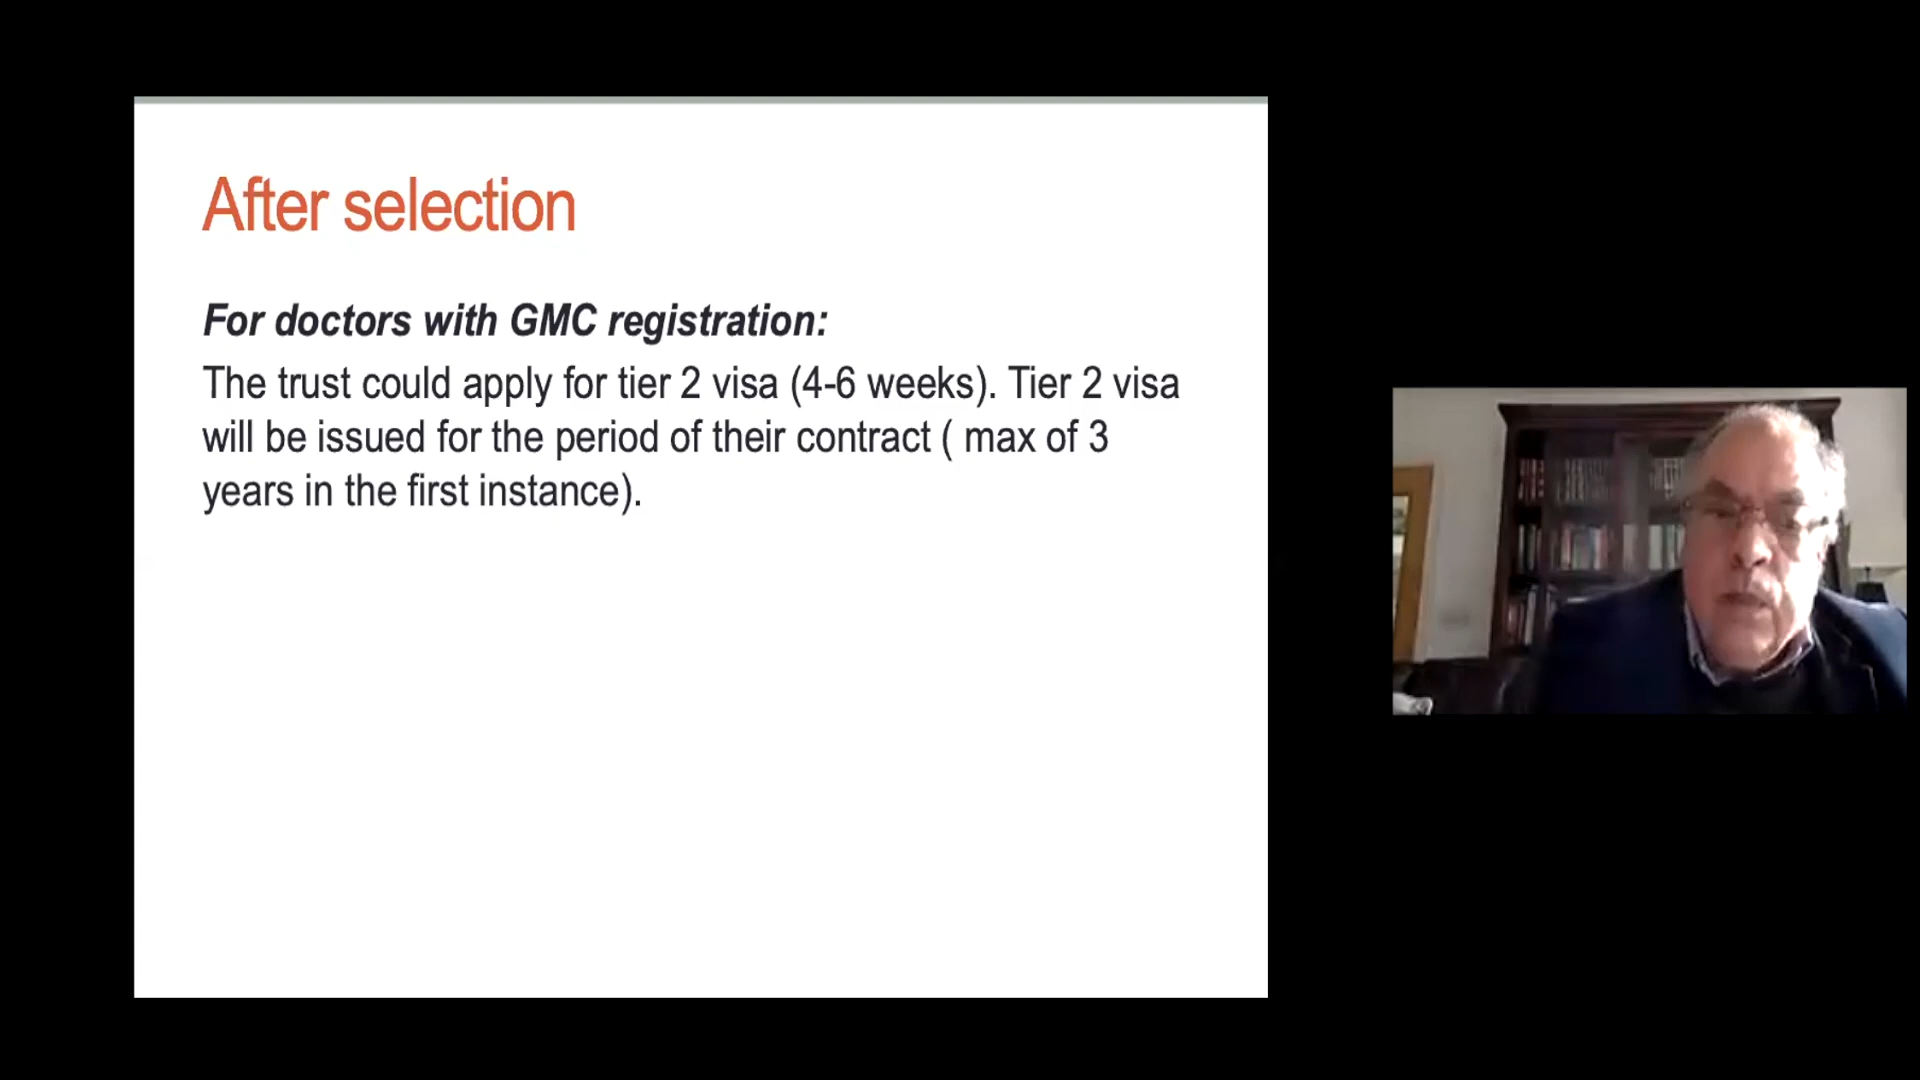 After selection
For doctors with GMC registration:
The trust could apply for tier 2 visa (4-6 weeks). Tier 2 visa
will be issued for the period of their contract ( max of 3
years in the first instance).